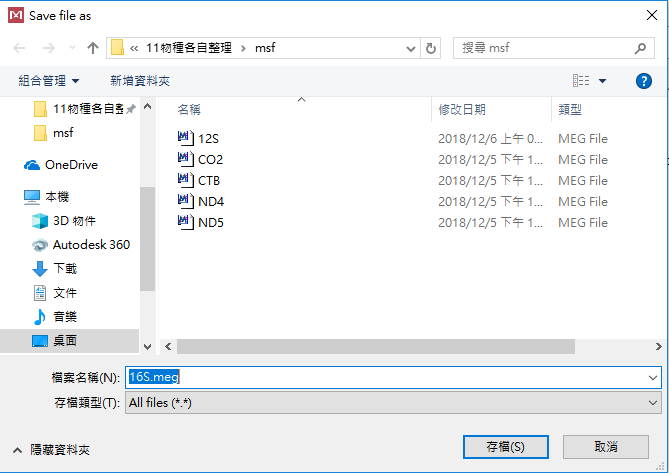 Save file as
« 11物種各自整理 › msf
搜尋 msf
組合管理
新增資料夾
11物種各自整
msf
OneDrive
本機
3D 物件
Autodesk 360
下載
文件
音樂
桌面
名稱 修改日期 類型
12S 2018/12/6 上午 0... MEG File
CO2 2018/12/5 下午 1... MEG File
CTB 2018/12/5 下午 1... MEG File
ND4 2018/12/5 下午 1... MEG File
ND5 2018/12/5 下午 1... MEG File
檔案名稱(N): 16S.meg
存檔類型(T): All files (*.*)
隱藏資料夾
存檔(S)
取消